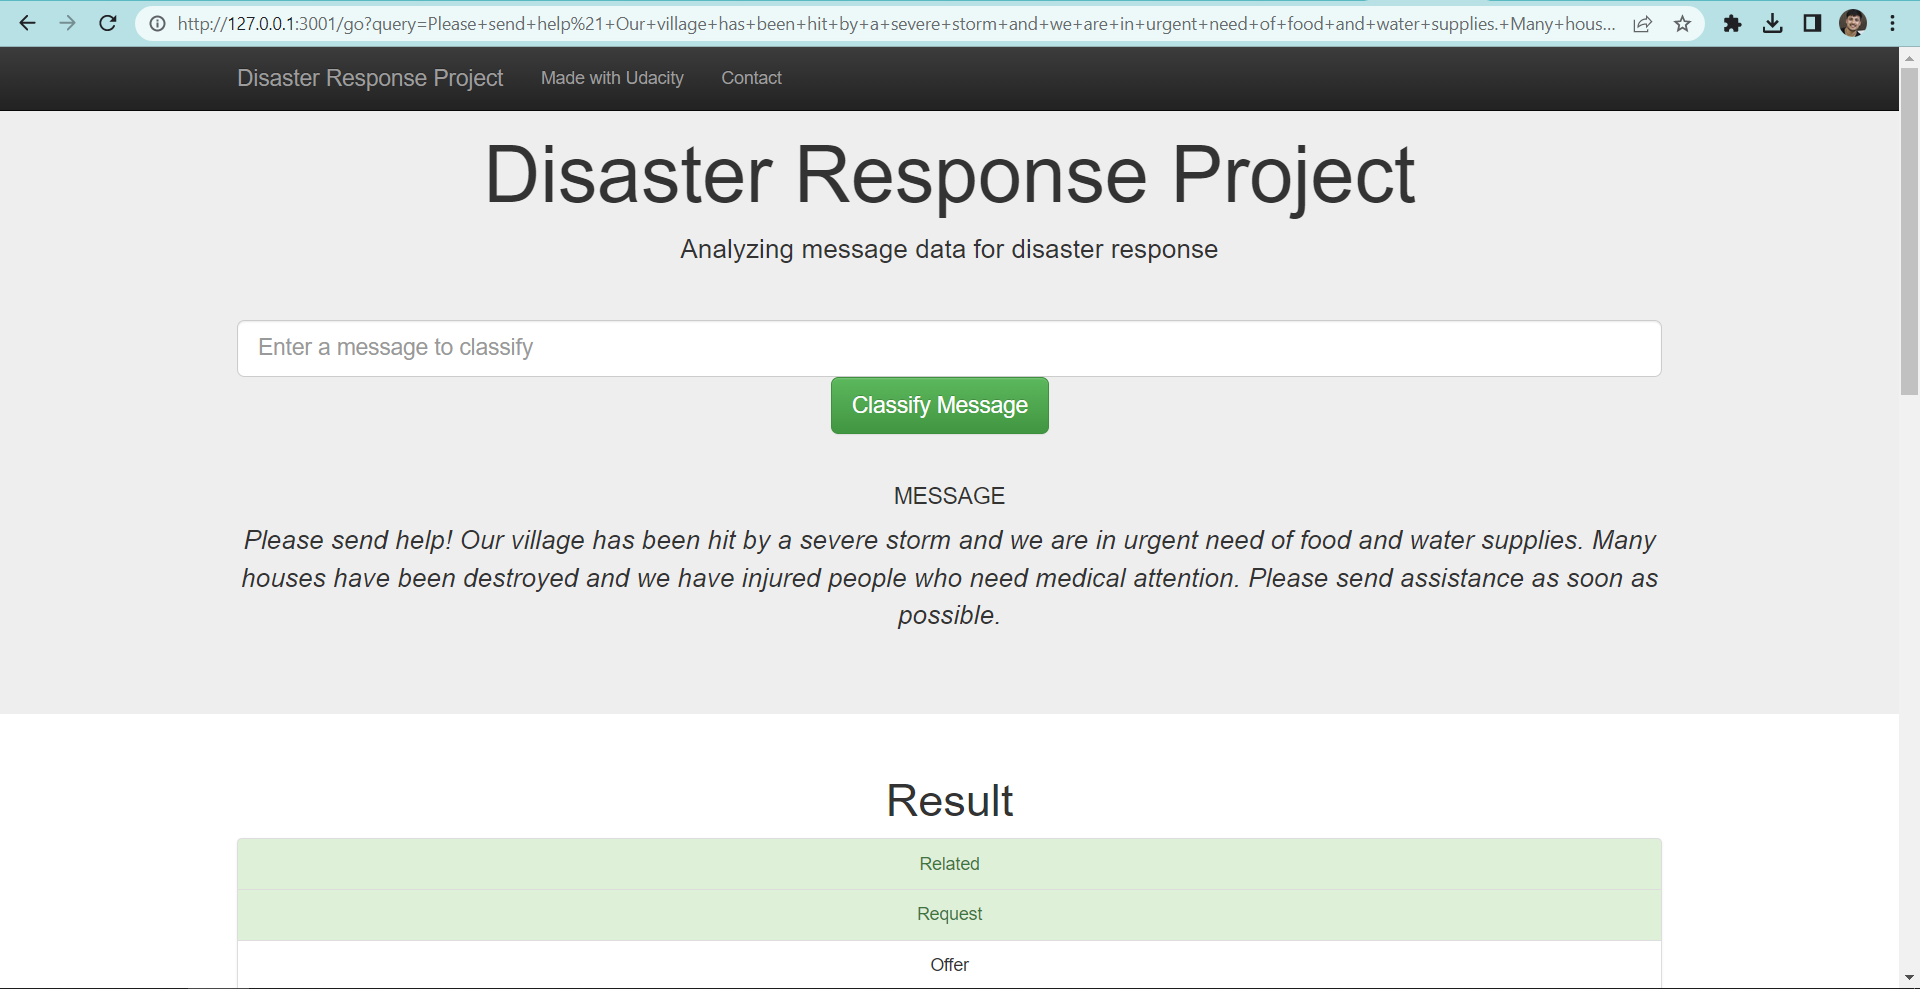 http://127.0.0.1:3001/go?query=Please+send+help%21+Our+village+has+been+hit+by+a+severe+storm+and+we+are+in+urgent+need+of+food+and+water+supplies.+Many+hous...
Disaster Response Project Made with Udacity Contact
Disaster Response Project
Analyzing message data for disaster response
Enter a message to classify
Classify Message
MESSAGE
Please send help! Our village has been hit by a severe storm and we are in urgent need of food and water supplies. Many
houses have been destroyed and we have injured people who need medical attention. Please send assistance as soon as
possible.
Result
Related
Request
Offer